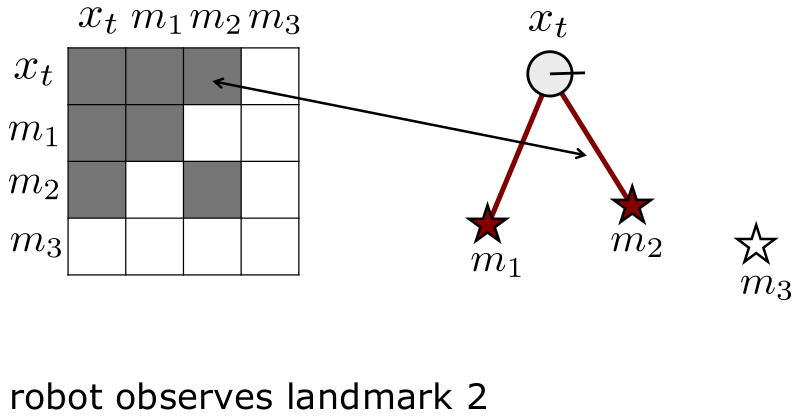 x_t m_1 m_2 m_3
x_t
m_1
m_2
m_3
x_t
m_1
m_2
m_3
robot observes landmark 2